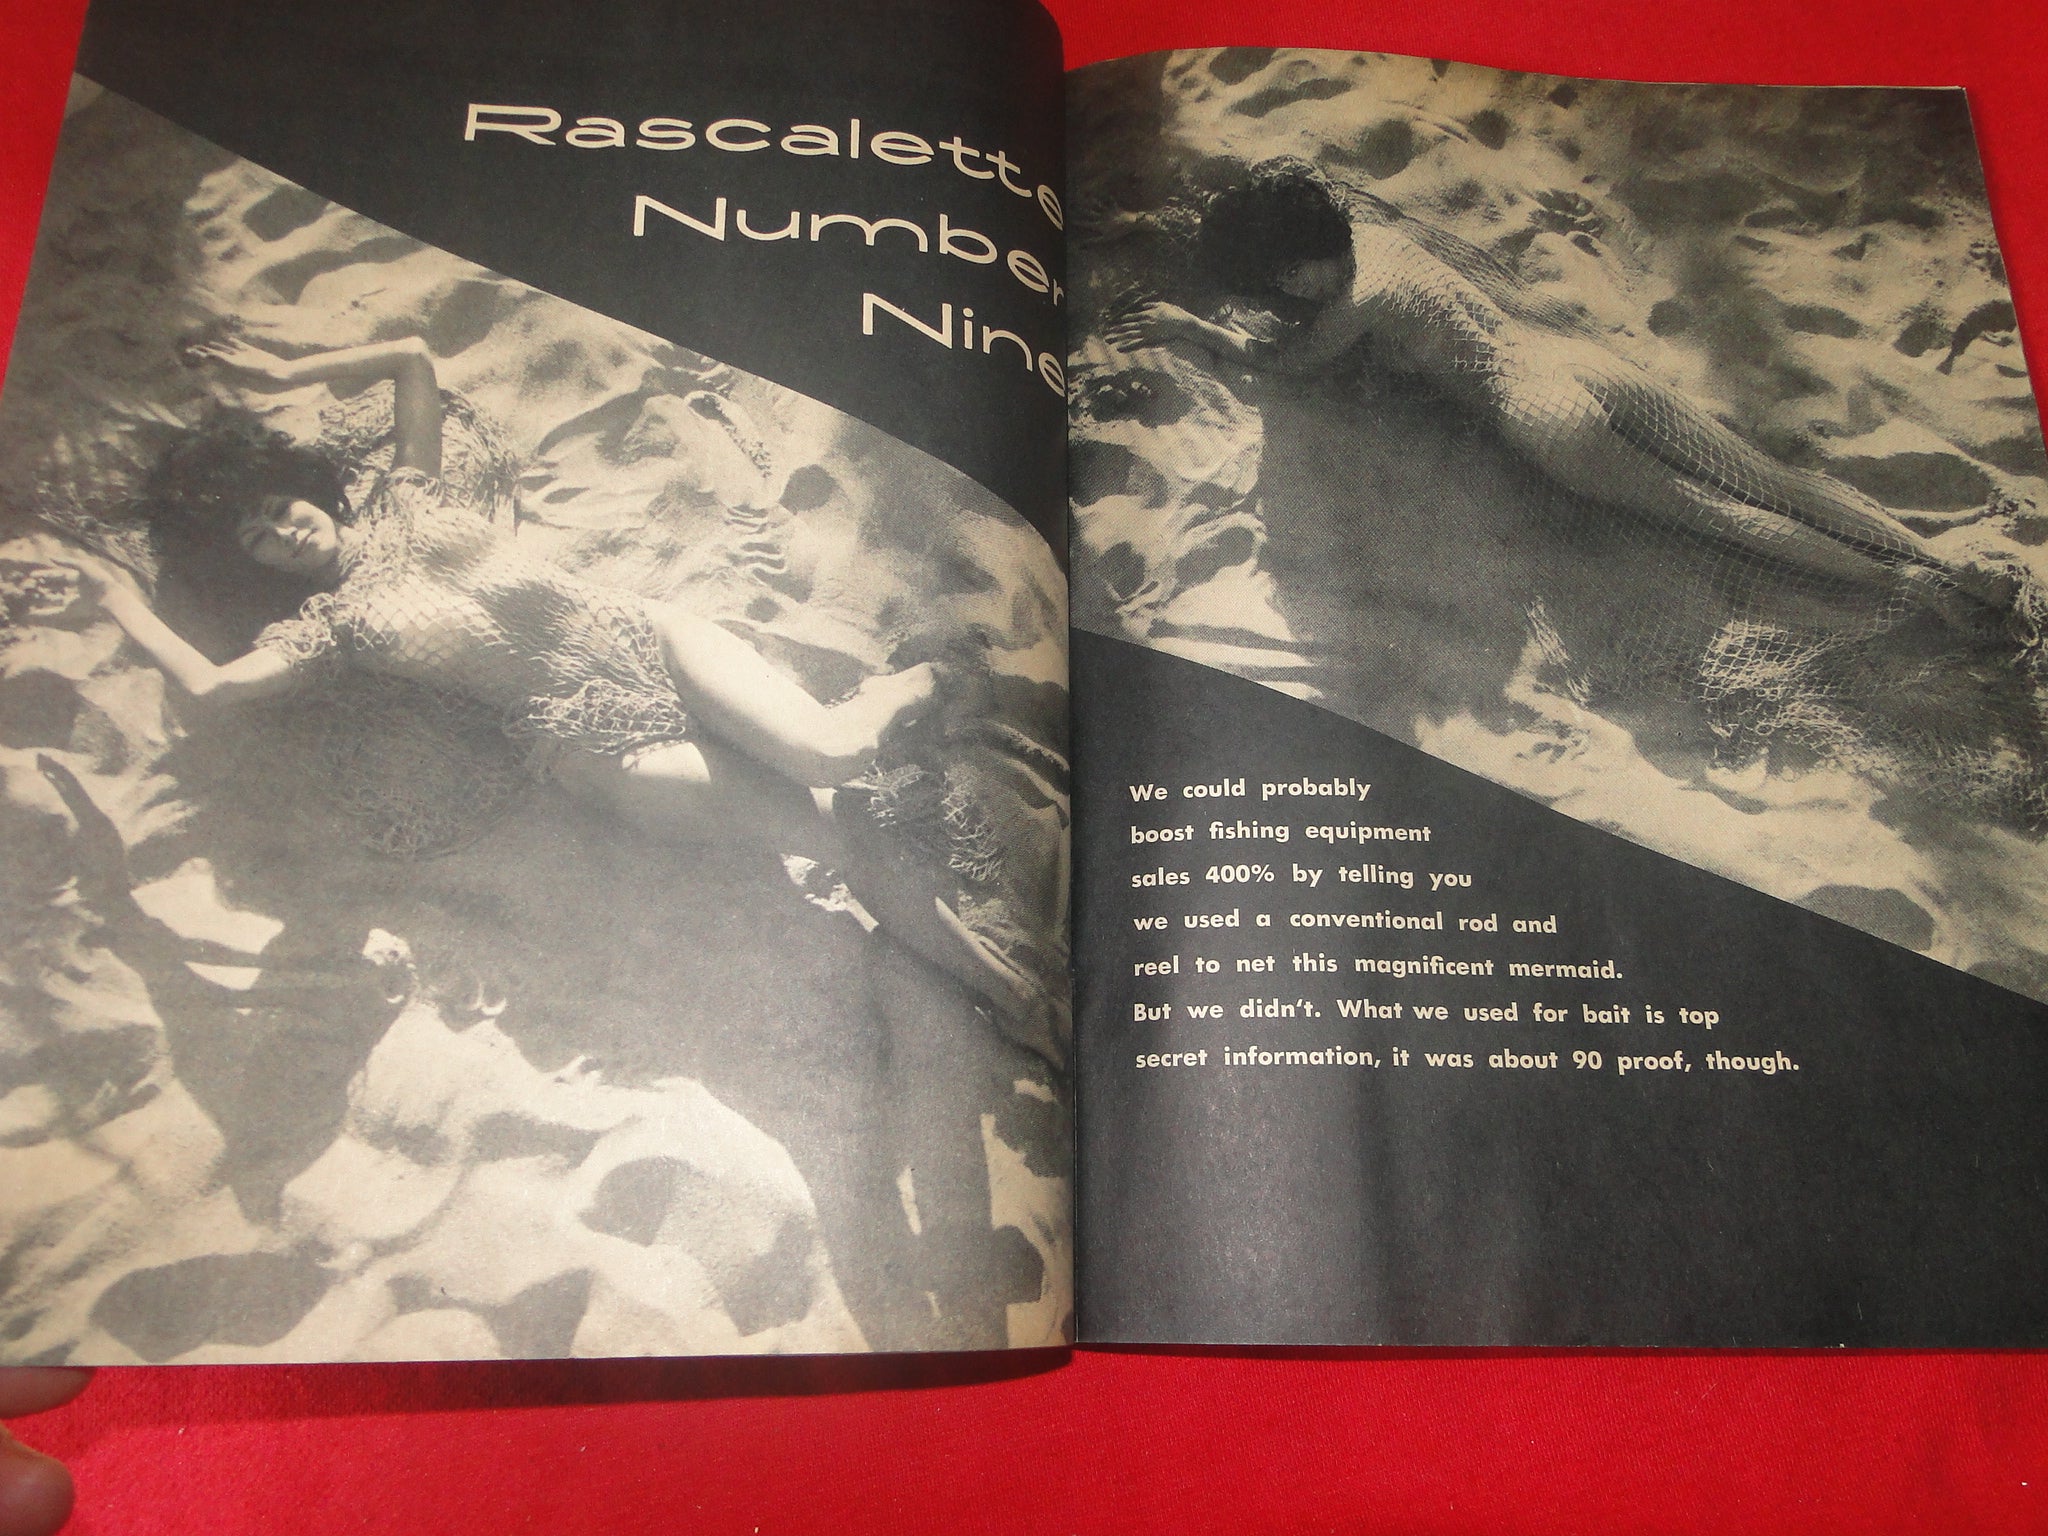 Rascalette
Number
Nine
We could probably
boost fishing equipment
sales 400% by telling you
we used a conventional rod and
reel to net this magnificent mermaid.
But we didn't. What we used for bait is top
secret information, it was about 90 proof, though.